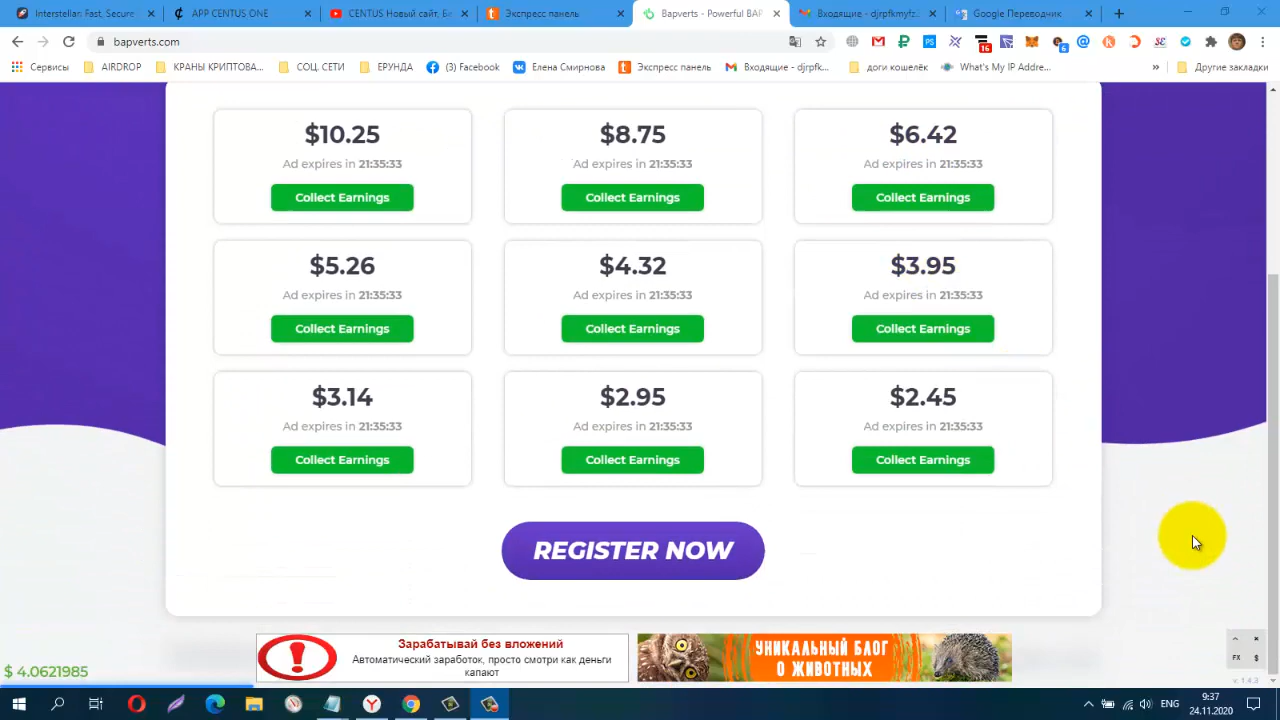 Interstellar: Fast, Secure
APP CENTUS ONE
CENTUS Новый сайт. Б
Экспресс панель
Bapverts - Powerful BAP
Входящие - djrpfkmyfz
Google Переводчик
bapverts.com
16
6
Сервисы
AIRDROP
КРАНЫ КРИПТОВА...
СОЦ. СЕТИ
ЕРУНДА
(3) Facebook
Елена Смирнова
Экспресс панель
Входящие - djrpfk...
доги кошелёк
What's My IP Addre...
»
Другие закладки
$10.25
Ad expires in 21:35:33
Collect Earnings
$8.75
Ad expires in 21:35:33
Collect Earnings
$6.42
Ad expires in 21:35:33
Collect Earnings
$5.26
Ad expires in 21:35:33
Collect Earnings
$4.32
Ad expires in 21:35:33
Collect Earnings
$3.95
Ad expires in 21:35:33
Collect Earnings
$3.14
Ad expires in 21:35:33
Collect Earnings
$2.95
Ad expires in 21:35:33
Collect Earnings
$2.45
Ad expires in 21:35:33
Collect Earnings
REGISTER NOW
Зарабатывай без вложений
Автоматический заработок, просто смотри как деньги
капают
УНИКАЛЬНЫЙ БЛОГ
О ЖИВОТНЫХ
FX $
v: 1.4.3
$ 4.0621985
ENG
9:37
24.11.2020